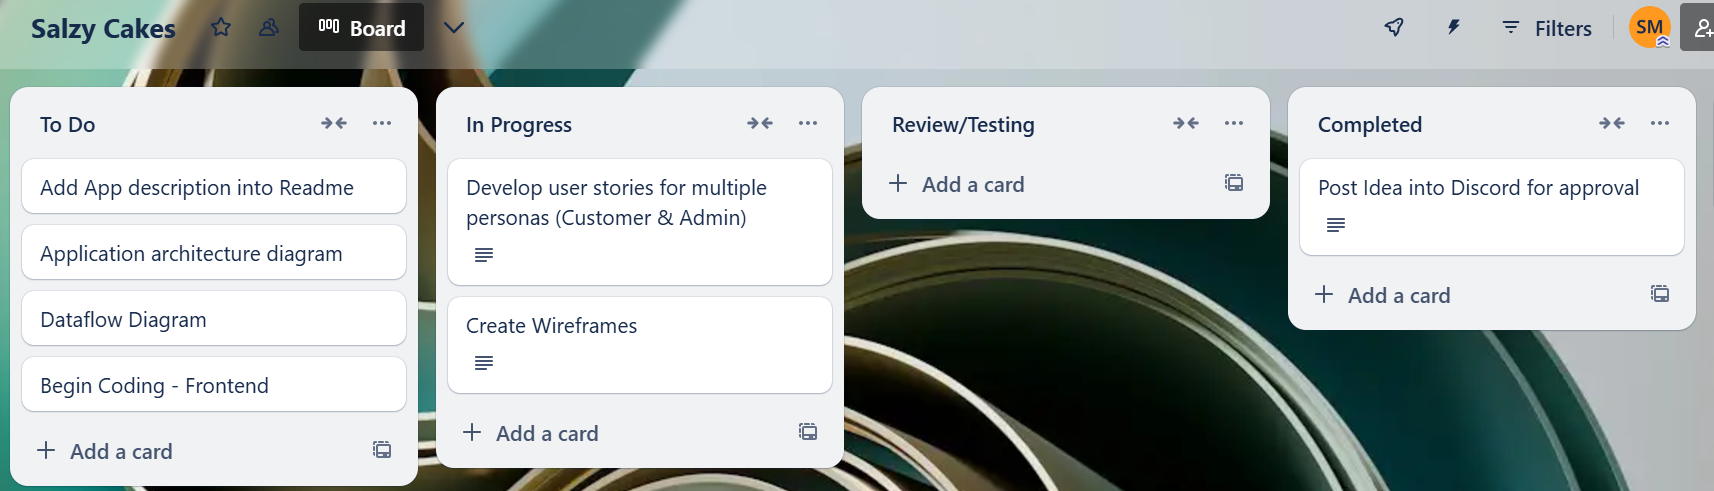 Salzy Cakes
Board
Filters
SM
To Do
Add App description into Readme
Application architecture diagram
Dataflow Diagram
Begin Coding - Frontend
Add a card
In Progress
Develop user stories for multiple
personas (Customer & Admin)
Create Wireframes
Add a card
Review/Testing
Add a card
Completed
Post Idea into Discord for approval
Add a card